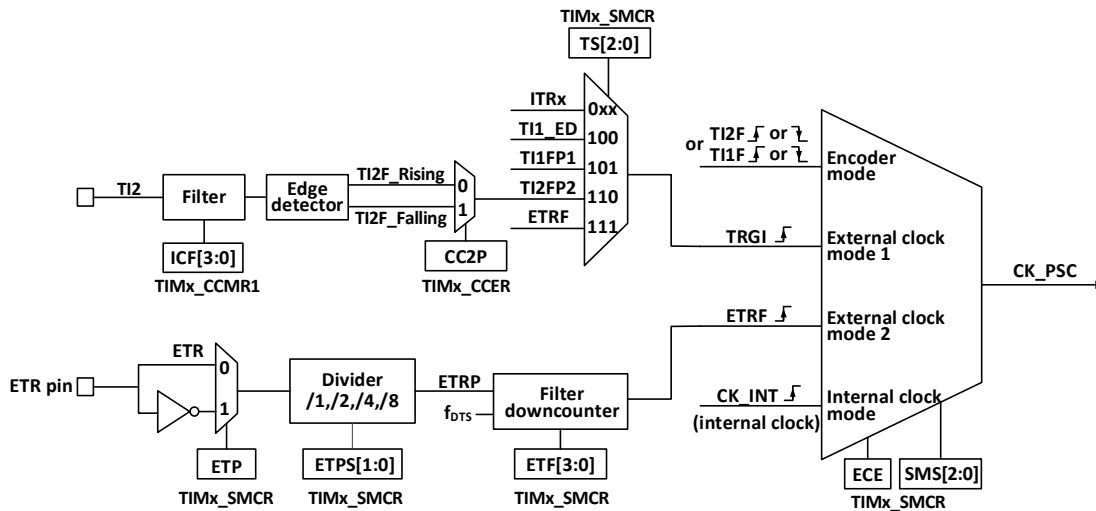 TIMx_SMCR
TS[2:0]
ITRx
0xx
TI1_ED
100
TI1FP1
101
TI2FP2
110
ETRF
111
TI2
Filter
Edge
detector
TI2F_Rising
TI2F_Falling
0
1
ICF[3:0]
TIMx_CCMR1
CC2P
TIMx_CCER
or TI2F or
TI1F or
Encoder
mode
TRGI
External clock
mode 1
ETRF
External clock
mode 2
CK_INT
(internal clock)
Internal clock
mode
CK_PSC
ECE
SMS[2:0]
TIMx_SMCR
ETR pin
ETR
0
1
Divider
/1,/2,/4,/8
ETRP
fDTS
Filter
downcounter
ETP
TIMx_SMCR
ETPS[1:0]
TIMx_SMCR
ETF[3:0]
TIMx_SMCR